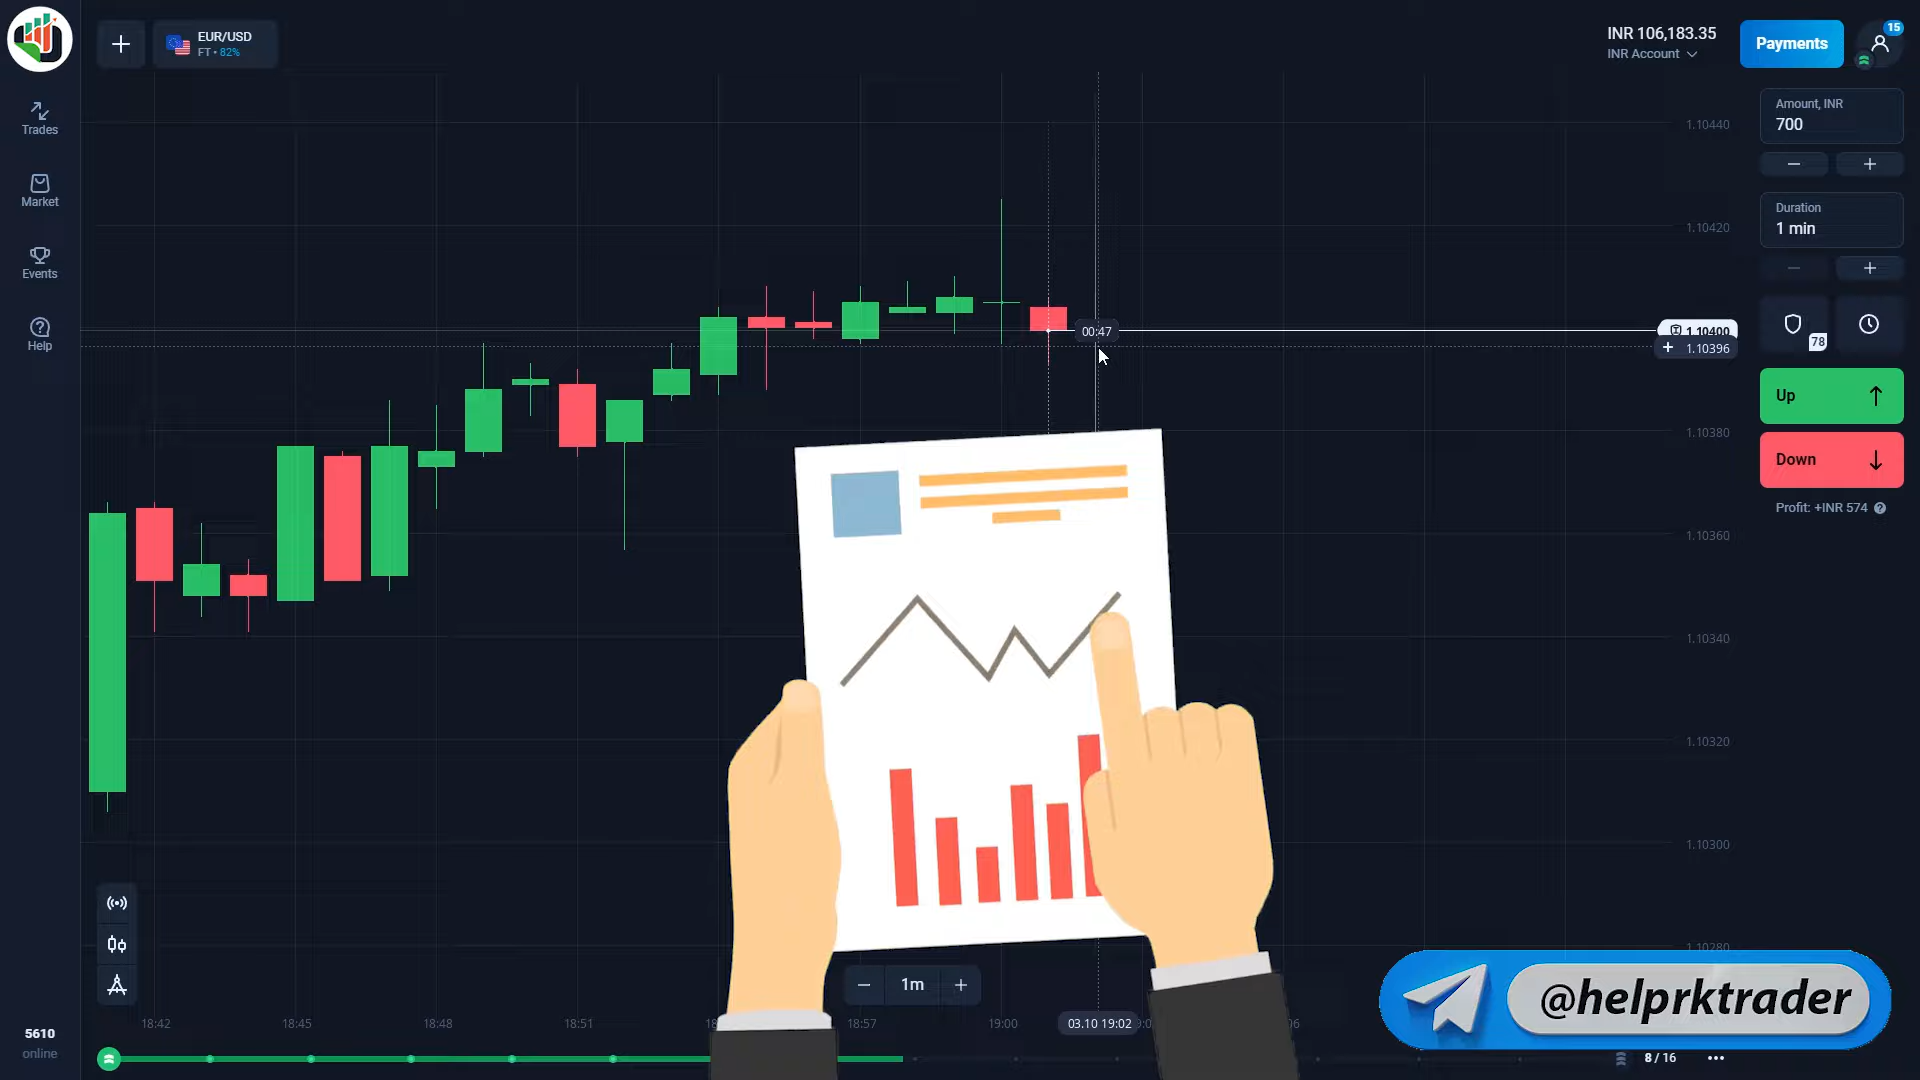 EUR/USD
FT • 82%
INR 106,183.35
INR Account
Payments
15
Trades
Market
Events
Help
Amount, INR
700
Duration
1 min
78
Up
Down
Profit: +INR 574
1.10440
1.10420
1.10400
1.10396
1.10380
1.10360
1.10340
1.10320
1.10300
1.10280
00:47
1m
18:42
18:45
18:48
18:51
18:57
19:00
03.10 19:02
5610
online
8 / 16
@helprktrader